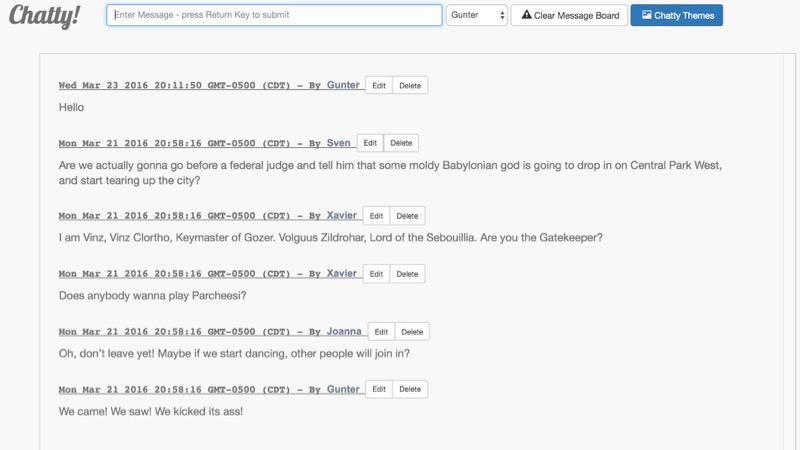 Chatty!
Enter Message - press Return Key to submit
Gunter
Clear Message Board
Chatty Themes
Wed Mar 23 2016 20:11:50 GMT-0500 (CDT) - By Gunter Edit Delete
Hello
Mon Mar 21 2016 20:58:16 GMT-0500 (CDT) - By Sven Edit Delete
Are we actually gonna go before a federal judge and tell him that some moldy Babylonian god is going to drop in on Central Park West,
and start tearing up the city?
Mon Mar 21 2016 20:58:16 GMT-0500 (CDT) - By Xavier Edit Delete
I am Vinz, Vinz Clortho, Keymaster of Gozer. Volguus Zildrohar, Lord of the Sebouillia. Are you the Gatekeeper?
Mon Mar 21 2016 20:58:16 GMT-0500 (CDT) - By Xavier Edit Delete
Does anybody wanna play Parcheesi?
Mon Mar 21 2016 20:58:16 GMT-0500 (CDT) - By Joanna Edit Delete
Oh, don't leave yet! Maybe if we start dancing, other people will join in?
Mon Mar 21 2016 20:58:16 GMT-0500 (CDT) - By Gunter Edit Delete
We came! We saw! We kicked its ass!